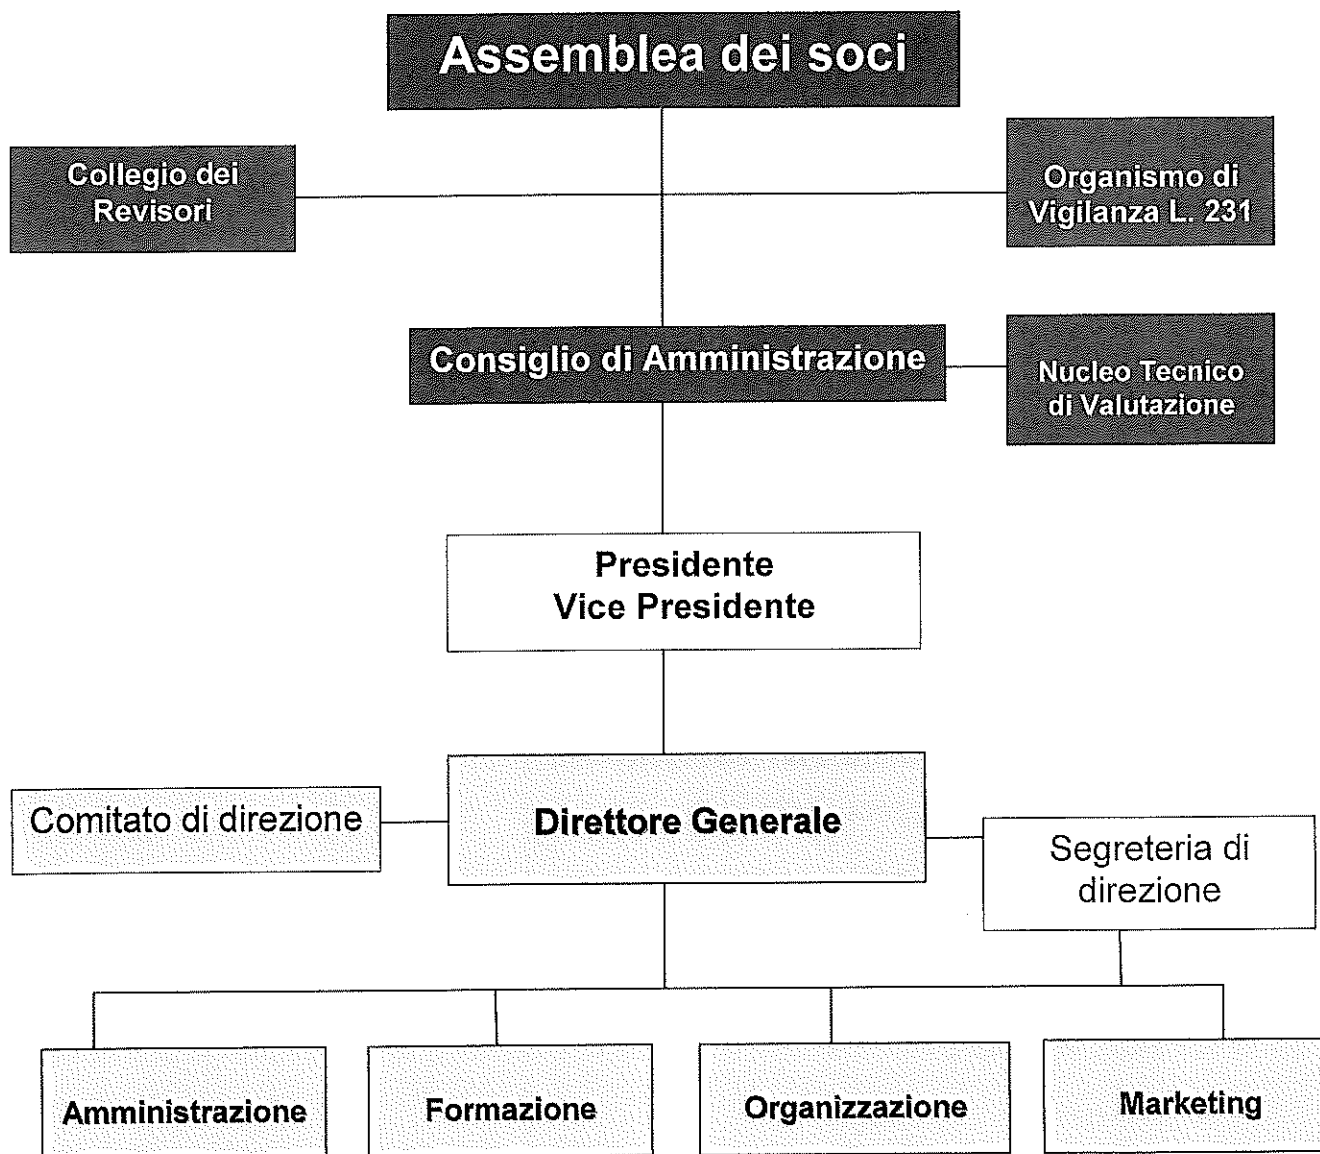 Assemblea dei soci
Collegio dei
Revisori
Organismo di
Vigilanza L. 231
Consiglio di Amministrazione
Nucleo Tecnico
di Valutazione
Presidente
Vice Presidente
Comitato di direzione
Direttore Generale
Segreteria di
direzione
Amministrazione
Formazione
Organizzazione
Marketing